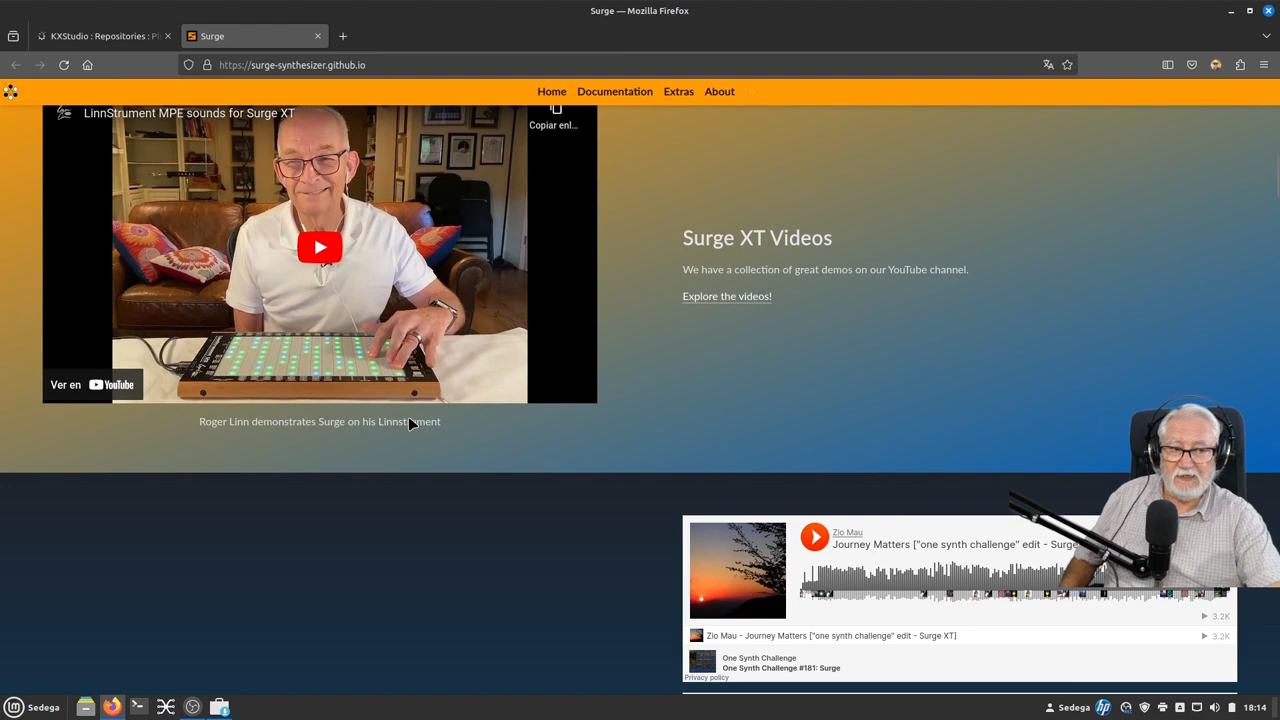 Surge — Mozilla Firefox
KXStudio : Repositories : Pl
Surge
https://surge-synthesizer.github.io
Home Documentation Extras About
LinnStrument MPE sounds for Surge XT
Copiar enl...
Ver en YouTube
Roger Linn demonstrates Surge on his Linnstrument
Surge XT Videos
We have a collection of great demos on our YouTube channel.
Explore the videos!
Zio Mau
Journey Matters ["one synth challenge" edit - Surge
3.2K
Zio Mau - Journey Matters ["one synth challenge" edit - Surge XT]
3.2K
One Synth Challenge
One Synth Challenge #181: Surge
Privacy policy
Sedega
Sedega
18:14